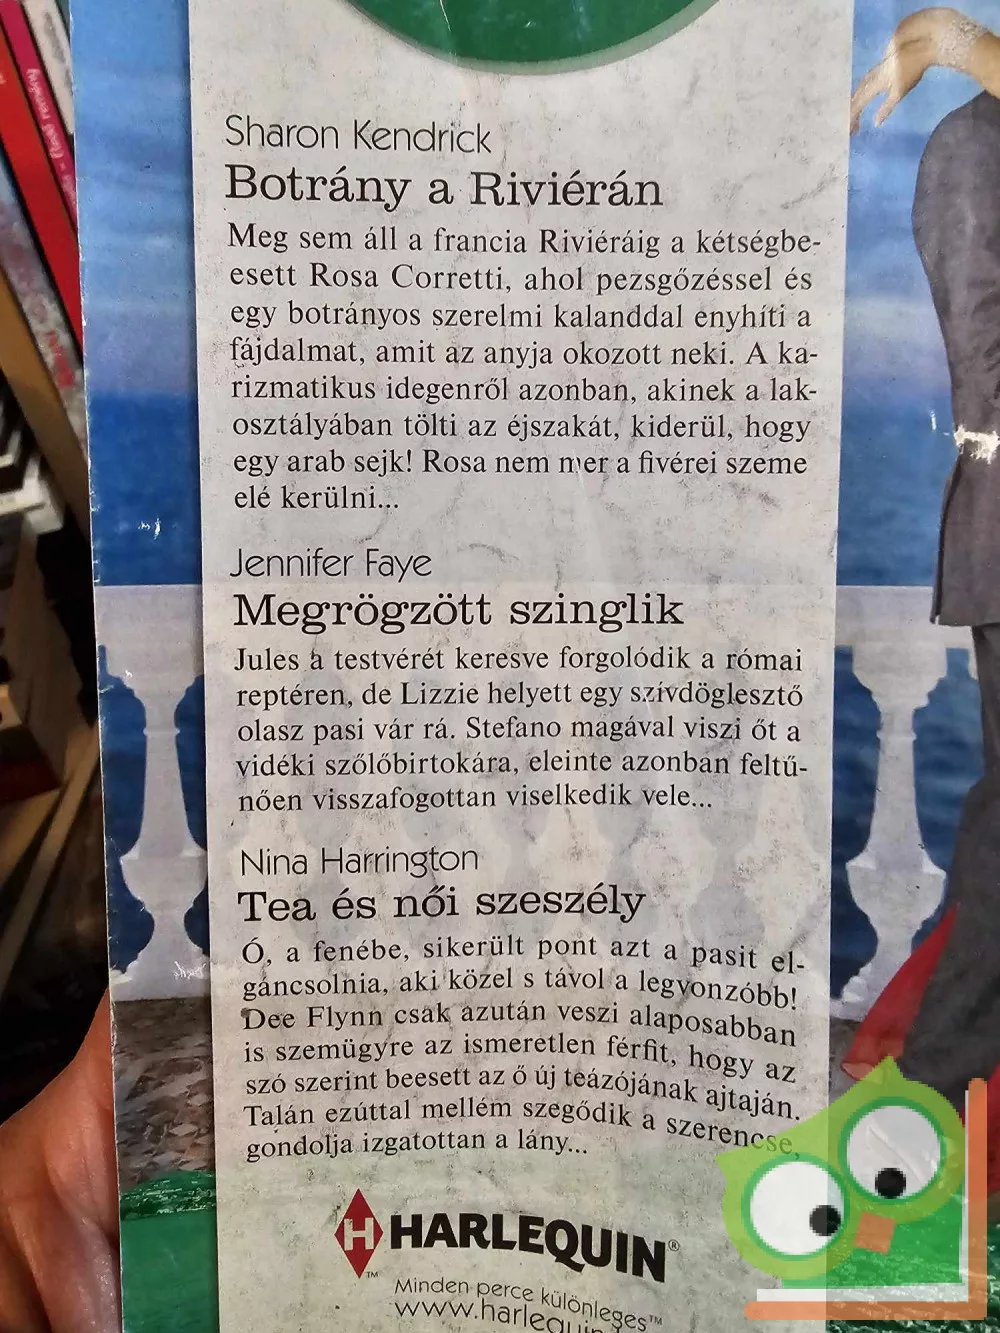 Sharon Kendrick
Botrány a Riviérán
Meg sem áll a francia Riviéráig a kétségbe-
esett Rosa Corretti, ahol pezsgőzéssel és
egy botrányos szerelmi kalanddal enyhíti a
fájdalmat, amit az anyja okozott neki. A ka-
rizmatikus idegenről azonban, akinek a lak-
osztályában tölti az éjszakát, kiderül, hogy
egy arab sejk! Rosa nem mer a fivérei szeme
elé kerülni...
Jennifer Faye
Megrögzött szinglik
Jules a testvérét keresve forgolódik a római
reptéren, de Lizzie helyett egy szívdöglesztő
olasz pasi vár rá. Stefano magával viszi őt a
vidéki szőlőbirtokára, eleinte azonban feltű-
nően visszafogottan viselkedik vele...
Nina Harrington
Tea és női szeszély
Ó, a fenébe, sikerült pont azt a pasit el-
gáncsolnia, aki közel s távol a legvonzóbb!
Dee Flynn csak azután veszi alaposabban
is szemügyre az ismeretlen férfit, hogy az
szó szerint beesett az ő új teázójának ajtaján.
Talán ezúttal mellém szegődik a szerencse,
gondolja izgatottan a lány...
H HARLEQUIN®
™
Minden perce különleges™
www.harlequin